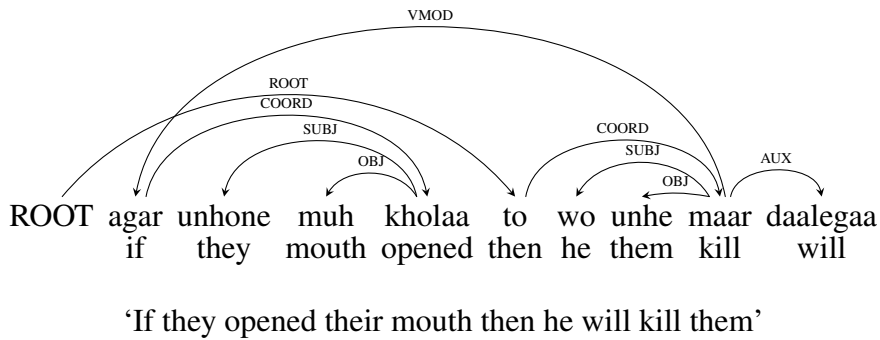 VMOD
ROOT
COORD
SUBJ
OBJ
COORD
SUBJ
OBJ
AUX
ROOT agar unhone muh kholaa to wo unhe maar daalegaa
if they mouth opened then he them kill will
‘If they opened their mouth then he will kill them’